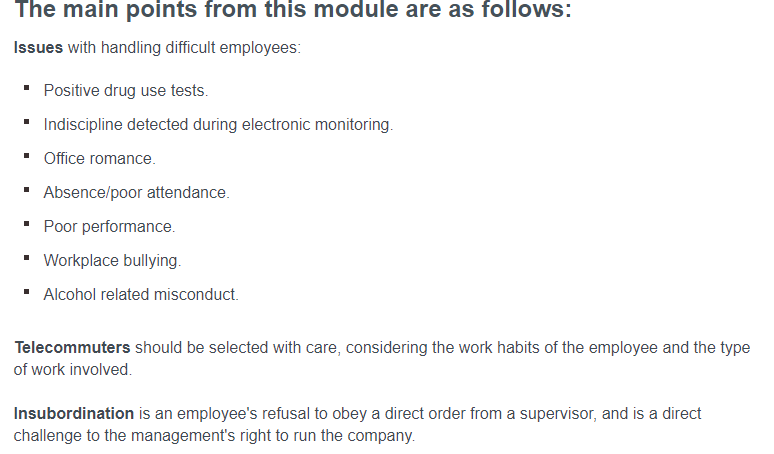 The main points from this module are as follows:
Issues with handling difficult employees:
Positive drug use tests.
Indiscipline detected during electronic monitoring.
Office romance.
Absence/poor attendance.
Poor performance.
Workplace bullying.
Alcohol related misconduct.
Telecommuters should be selected with care, considering the work habits of the employee and the type
of work involved.
Insubordination is an employee's refusal to obey a direct order from a supervisor, and is a direct
challenge to the management's right to run the company.